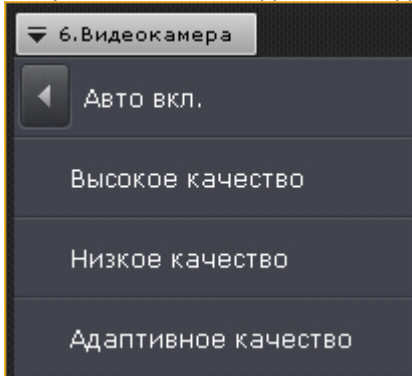 6.Видеокамера
Авто вкл.
Высокое качество
Низкое качество
Адаптивное качество